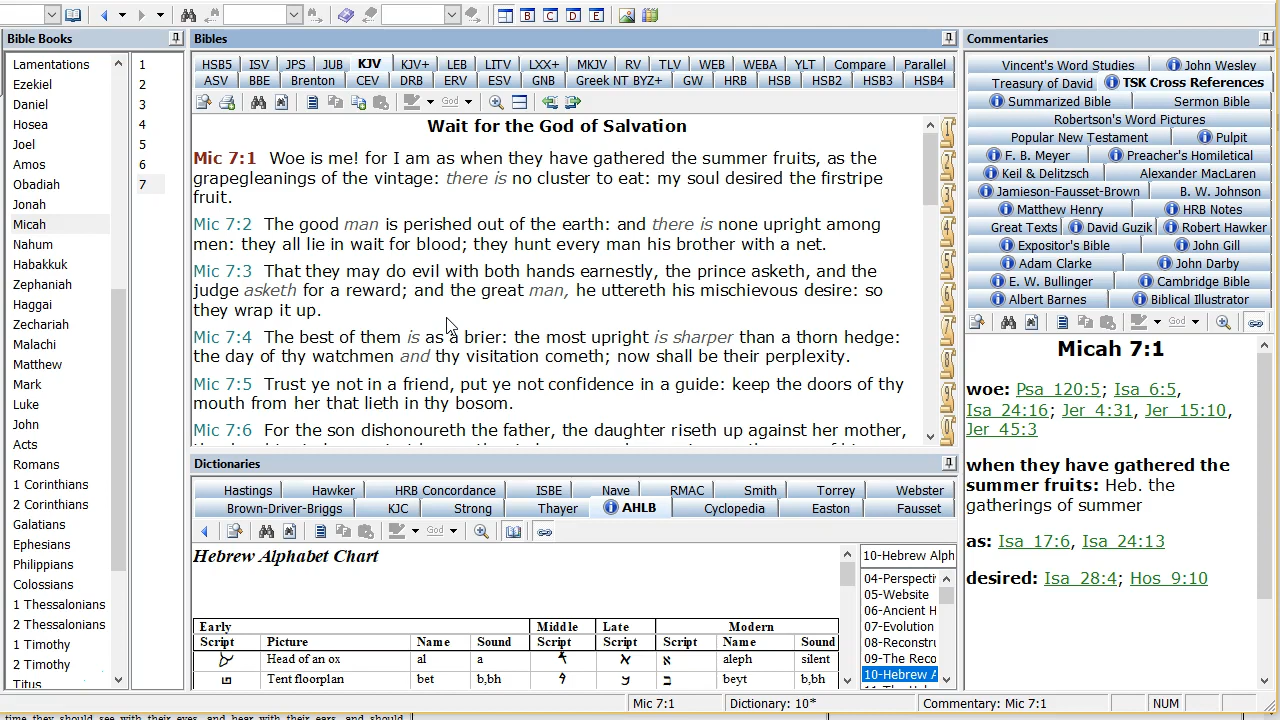 Bible Books
Lamentations
Ezekiel
Daniel
Hosea
Joel
Amos
Obadiah
Jonah
Micah
Nahum
Habakkuk
Zephaniah
Haggai
Zechariah
Malachi
Matthew
Mark
Luke
John
Acts
Romans
1 Corinthians
2 Corinthians
Galatians
Ephesians
Philippians
Colossians
1 Thessalonians
2 Thessalonians
1 Timothy
2 Timothy
Titus
1
2
3
4
5
6
7
B C D E
Bibles
HSB5 ISV JPS JUB KJV KJV+ LEB LITV LXX+ MKJV RV TLV WEB WEBA YLT Compare Parallel
ASV BBE Brenton CEV DRB ERV ESV GNB Greek NT BYZ+ GW HRB HSB HSB2 HSB3 HSB4
God
Wait for the God of Salvation
Mic 7:1 Woe is me! for I am as when they have gathered the summer fruits, as the
grapegleanings of the vintage: there is no cluster to eat: my soul desired the firstripe
fruit.
Mic 7:2 The good man is perished out of the earth: and there is none upright among
men: they all lie in wait for blood; they hunt every man his brother with a net.
Mic 7:3 That they may do evil with both hands earnestly, the prince asketh, and the
judge asketh for a reward; and the great man, he uttereth his mischievous desire: so
they wrap it up.
Mic 7:4 The best of them is as a brier: the most upright is sharper than a thorn hedge:
the day of thy watchmen and thy visitation cometh; now shall be their perplexity.
Mic 7:5 Trust ye not in a friend, put ye not confidence in a guide: keep the doors of thy
mouth from her that lieth in thy bosom.
Mic 7:6 For the son dishonoureth the father, the daughter riseth up against her mother,
1
2
3
4
5
6
7
8
9
0
Dictionaries
Hastings Hawker HRB Concordance ISBE Nave RMAC Smith Torrey Webster
Brown-Driver-Briggs KJC Strong Thayer AHLB Cyclopedia Easton Fausset
God
Hebrew Alphabet Chart
Early Middle Late Modern
Script Picture Name Sound Script Script Script Name Sound
Head of an ox al a א aleph silent
Tent floorplan bet b,bh ב beyt b,bh
10-Hebrew Alph
04-Perspecti
05-Website
06-Ancient H
07-Evolution
08-Reconstru
09-The Reco
10-Hebrew A
Commentaries
Vincent's Word Studies John Wesley
Treasury of David TSK Cross References
Summarized Bible Sermon Bible
Robertson's Word Pictures
Popular New Testament Pulpit
F. B. Meyer Preacher's Homiletical
Keil & Delitzsch Alexander MacLaren
Jamieson-Fausset-Brown B. W. Johnson
Matthew Henry HRB Notes
Great Texts David Guzik Robert Hawker
Expositor's Bible John Gill
Adam Clarke John Darby
E. W. Bullinger Cambridge Bible
Albert Barnes Biblical Illustrator
God
Micah 7:1
woe: Psa_120:5; Isa_6:5,
Isa_24:16; Jer_4:31, Jer_15:10,
Jer_45:3
when they have gathered the
summer fruits: Heb. the
gatherings of summer
as: Isa_17:6, Isa_24:13
desired: Isa_28:4; Hos_9:10
Mic 7:1 Dictionary: 10* Commentary: Mic 7:1 NUM